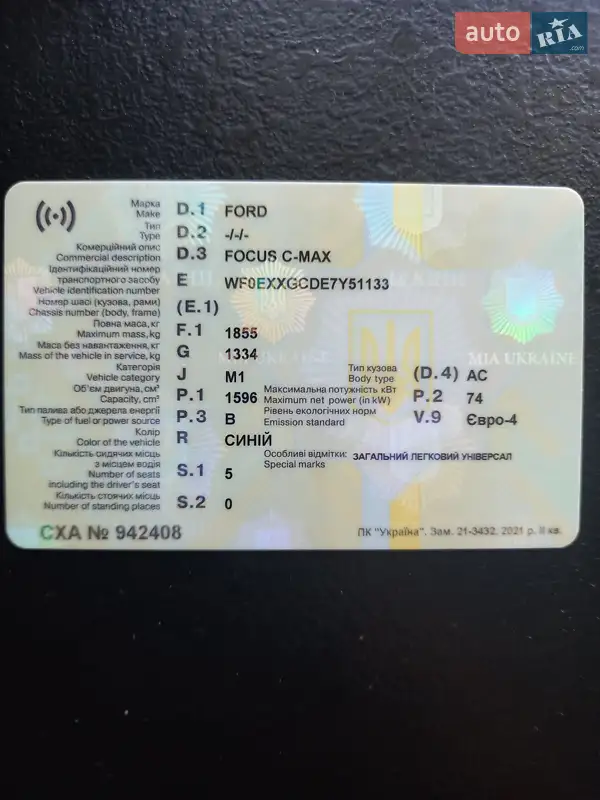 auto RIA .com
Марка
Make D.1 FORD
Тип
Type D.2 -/-/-
Комерційний опис
Commercial description D.3 FOCUS C-MAX
Ідентифікаційний номер
транспортного засобу
Vehicle identification number E WF0EXXGCDE7Y51133
Номер шасі (кузова, рами)
Chassis number (body, frame) (E.1)
Повна маса, кг
Maximum mass, kg F.1 1855
Маса без навантаження, кг
Mass of the vehicle in service, kg G 1334
MIA UKRAINE
Категорія
Vehicle category J M1
Тип кузова
Body type (D.4) AC
Об'єм двигуна, см³
Capacity, cm³ P.1 1596
Максимальна потужність кВт
Maximum net power (in kW) P.2 74
Тип палива або джерела енергії
Type of fuel or power source P.3 B
Рівень екологічних норм
Emission standard V.9 Євро-4
Колір
Color of the vehicle R СИНІЙ
Кількість сидячих місць
з місцем водія
Number of seats
including the driver's seat S.1 5
Особливі відмітки: ЗАГАЛЬНИЙ ЛЕГКОВИЙ УНІВЕРСАЛ
Special marks
Кількість стоячих місць
Number of standing places S.2 0
СХА № 942408
ПК "Україна". Зам. 21-3432. 2021 р. II кв.